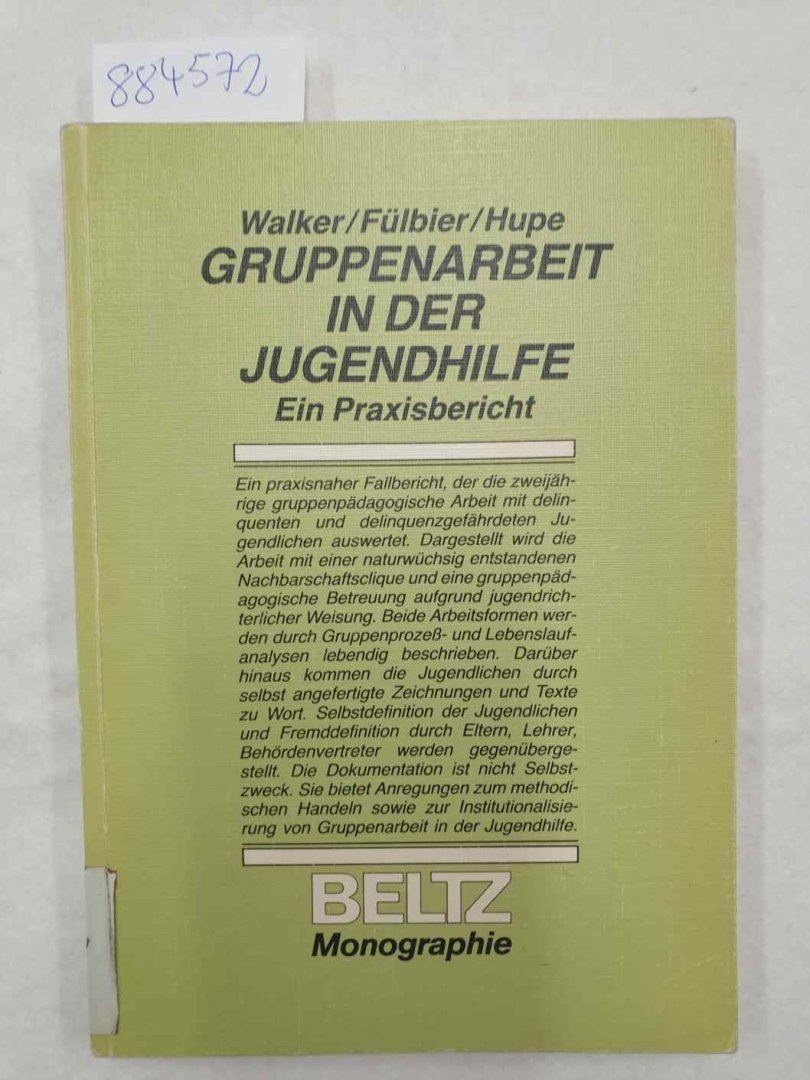 884572
Walker/Fülbier/Hupe
GRUPPENARBEIT
IN DER
JUGENDHILFE
Ein Praxisbericht
Ein praxisnaher Fallbericht, der die zweijäh-
rige gruppenpädagogische Arbeit mit delin-
quenten und delinquenzgefährdeten Ju-
gendlichen auswertet. Dargestellt wird die
Arbeit mit einer naturwüchsig entstandenen
Nachbarschaftsclique und eine gruppenpäd-
agogische Betreuung aufgrund jugendrich-
terlicher Weisung. Beide Arbeitsformen wer-
den durch Gruppenprozeß- und Lebenslauf-
analysen lebendig beschrieben. Darüber
hinaus kommen die Jugendlichen durch
selbst angefertigte Zeichnungen und Texte
zu Wort. Selbstdefinition der Jugendlichen
und Fremddefinition durch Eltern, Lehrer,
Behördenvertreter werden gegenüberge-
stellt. Die Dokumentation ist nicht Selbst-
zweck. Sie bietet Anregungen zum methodi-
schen Handeln sowie zur Institutionalisie-
rung von Gruppenarbeit in der Jugendhilfe.
BELTZ
Monographie